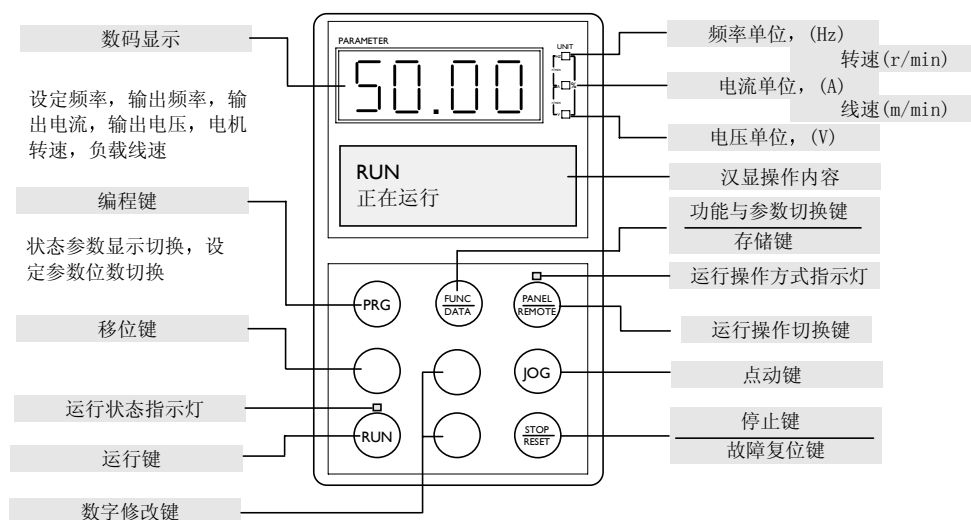 数码显示
设定频率，输出频率，输
出电流，输出电压，电机
转速，负载线速
编程键
状态参数显示切换，设
定参数位数切换
移位键
运行状态指示灯
运行键
数字修改键
PARAMETER
50.00
UNIT
RUN
正在运行
PRG
FUNC
DATA
PANEL
REMOTE
JOG
RUN
STOP
RESET
频率单位，(Hz)
转速(r/min)
电流单位，(A)
线速(m/min)
电压单位，(V)
汉显操作内容
功能与参数切换键
存储键
运行操作方式指示灯
运行操作切换键
点动键
停止键
故障复位键